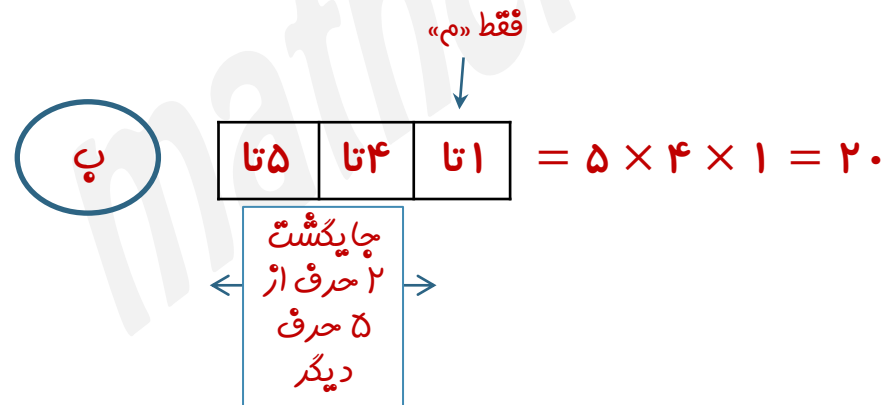 فقط «م»
ب
۵تا ۴تا ۱تا = ۵ × ۴ × ۱ = ۲۰
جایگشت
۲ حرف از
۵ حرف
دیگر